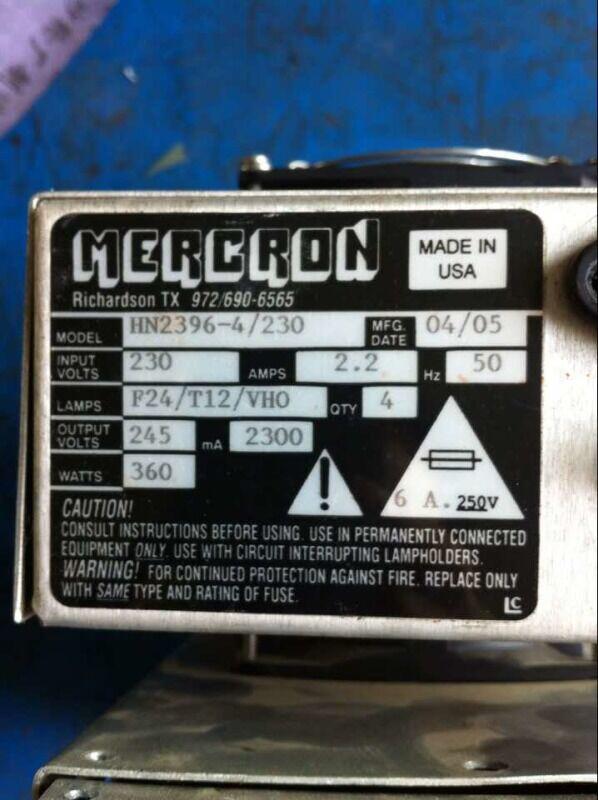 MERCRON
MADE IN USA
Richardson TX 972/690-6565
MODEL HN2396-4/230 MFG. DATE 04/05
INPUT VOLTS 230 AMPS 2.2 Hz 50
LAMPS F24/T12/VHO QTY 4
OUTPUT VOLTS 245 mA 2300
WATTS 360
! 6 A. 250V
CAUTION!
CONSULT INSTRUCTIONS BEFORE USING. USE IN PERMANENTLY CONNECTED
EQUIPMENT ONLY. USE WITH CIRCUIT INTERRUPTING LAMPHOLDERS.
WARNING! FOR CONTINUED PROTECTION AGAINST FIRE. REPLACE ONLY
WITH SAME TYPE AND RATING OF FUSE.
LC